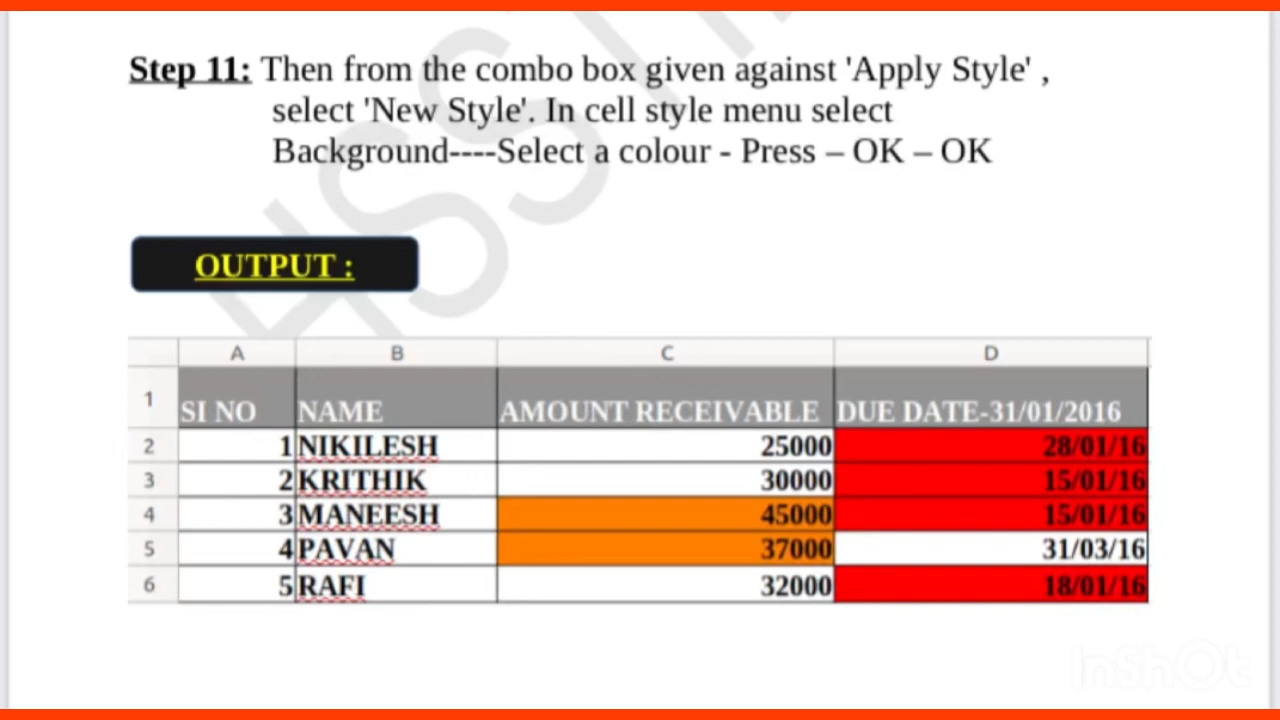 Step 11: Then from the combo box given against 'Apply Style' ,
select 'New Style'. In cell style menu select
Background----Select a colour - Press – OK – OK
OUTPUT :
A B C D
1 SI NO NAME AMOUNT RECEIVABLE DUE DATE-31/01/2016
2 1 NIKILESH 25000 28/01/16
3 2 KRITHIK 30000 15/01/16
4 3 MANEESH 45000 15/01/16
5 4 PAVAN 37000 31/03/16
6 5 RAFI 32000 18/01/16
InShOt